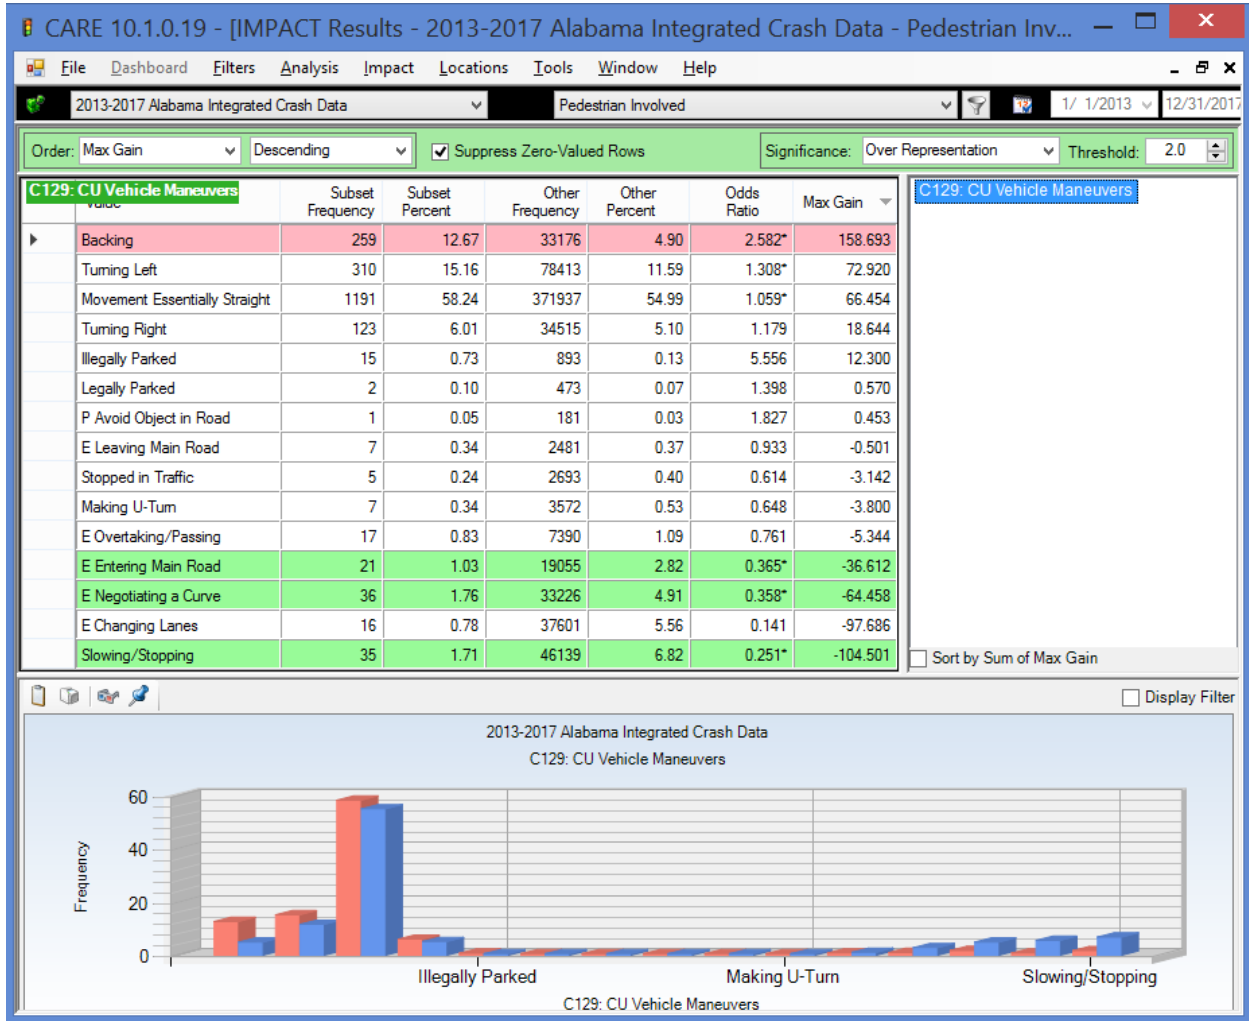 CARE 10.1.0.19 - [IMPACT Results - 2013-2017 Alabama Integrated Crash Data - Pedestrian Inv...
File Dashboard Filters Analysis Impact Locations Tools Window Help
2013-2017 Alabama Integrated Crash Data Pedestrian Involved 1/ 1/2013 12/31/2017
Order: Max Gain Descending Suppress Zero-Valued Rows Significance: Over Representation Threshold: 2.0
C129: CU Vehicle Maneuvers Subset Frequency Subset Percent Other Frequency Other Percent Odds Ratio Max Gain
C129: CU Vehicle Maneuvers
Backing 259 12.67 33176 4.90 2.582* 158.693
Turning Left 310 15.16 78413 11.59 1.308* 72.920
Movement Essentially Straight 1191 58.24 371937 54.99 1.059* 66.454
Turning Right 123 6.01 34515 5.10 1.179 18.644
Illegally Parked 15 0.73 893 0.13 5.556 12.300
Legally Parked 2 0.10 473 0.07 1.398 0.570
P Avoid Object in Road 1 0.05 181 0.03 1.827 0.453
E Leaving Main Road 7 0.34 2481 0.37 0.933 -0.501
Stopped in Traffic 5 0.24 2693 0.40 0.614 -3.142
Making U-Turn 7 0.34 3572 0.53 0.648 -3.800
E Overtaking/Passing 17 0.83 7390 1.09 0.761 -5.344
E Entering Main Road 21 1.03 19055 2.82 0.365* -36.612
E Negotiating a Curve 36 1.76 33226 4.91 0.358* -64.458
E Changing Lanes 16 0.78 37601 5.56 0.141 -97.686
Slowing/Stopping 35 1.71 46139 6.82 0.251* -104.501
Sort by Sum of Max Gain
Display Filter
2013-2017 Alabama Integrated Crash Data
C129: CU Vehicle Maneuvers
Frequency
60
40
20
0
Illegally Parked Making U-Turn Slowing/Stopping
C129: CU Vehicle Maneuvers